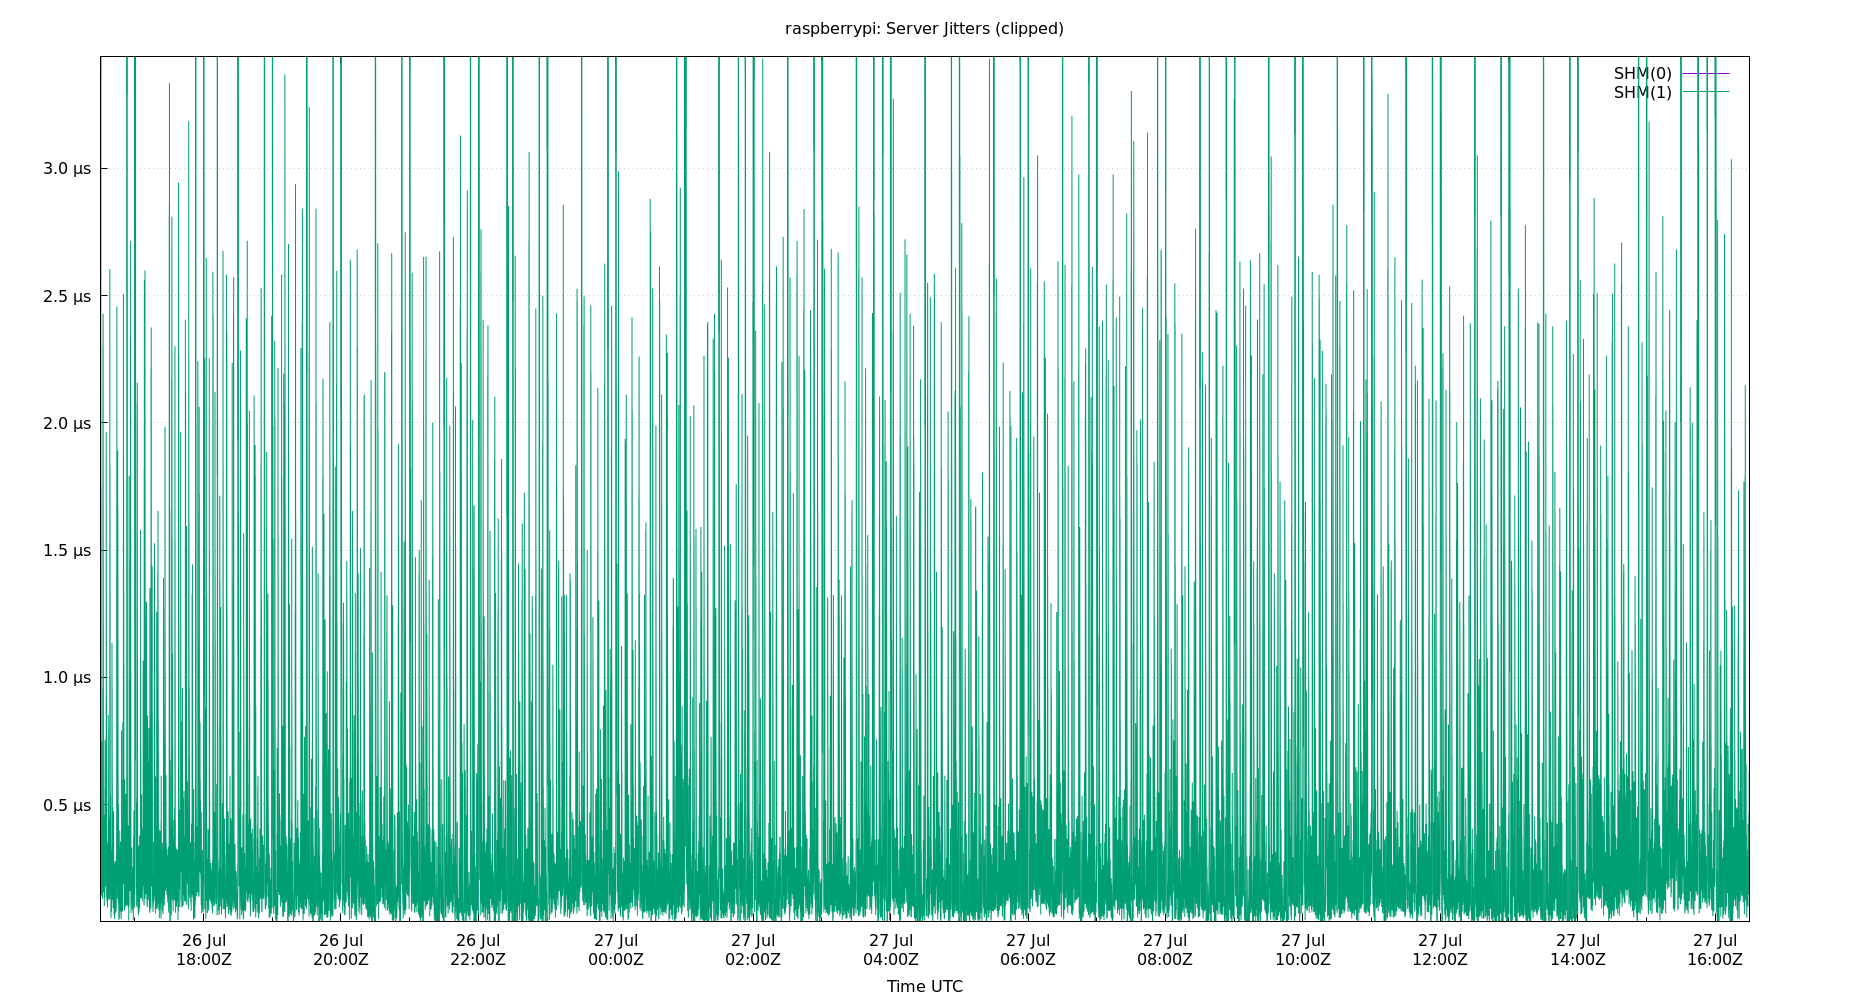 raspberrypi: Server Jitters (clipped)
SHM(0)
SHM(1)
3.0 μs
2.5 μs
2.0 μs
1.5 μs
1.0 μs
0.5 μs
26 Jul 26 Jul 26 Jul 27 Jul 27 Jul 27 Jul 27 Jul 27 Jul 27 Jul 27 Jul 27 Jul 27 Jul
18:00Z 20:00Z 22:00Z 00:00Z 02:00Z 04:00Z 06:00Z 08:00Z 10:00Z 12:00Z 14:00Z 16:00Z
Time UTC